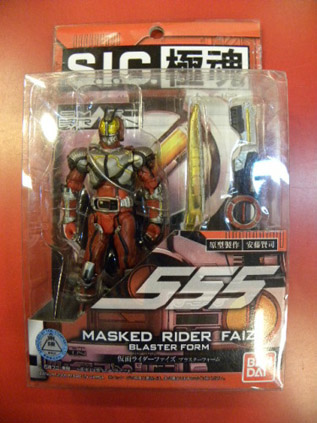 S.I.C. 極魂
原型製作 安藤賢司
555
MASKED RIDER FAIZ
BLASTER FORM
仮面ライダーファイズ ブラスターフォーム
BANDAI